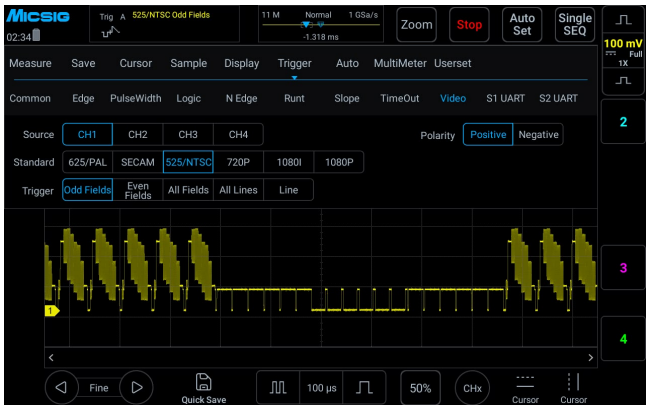 Micsig Trig A 525/NTSC Odd Fields 11 M Normal 1 GSa/s Zoom Stop Auto Set Single SEQ
02:34 -1.318 ms
100 mV
Full
1X
Measure Save Cursor Sample Display Trigger Auto MultiMeter Userset
Common Edge PulseWidth Logic N Edge Runt Slope TimeOut Video S1 UART S2 UART
2
Source CH1 CH2 CH3 CH4 Polarity Positive Negative
Standard 625/PAL SECAM 525/NTSC 720P 1080I 1080P
Trigger Odd Fields Even Fields All Fields All Lines Line
3
1
4
< >
Fine Quick Save 100 µs 50% CHx Cursor Cursor